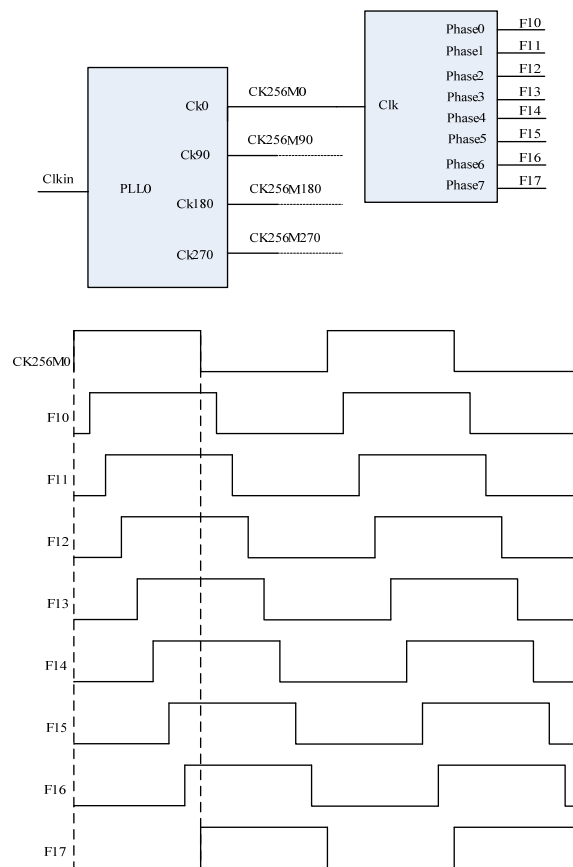 Clkin
PLL0
Ck0
Ck90
Ck180
Ck270
CK256M0
CK256M90
CK256M180
CK256M270
Clk
Phase0
Phase1
Phase2
Phase3
Phase4
Phase5
Phase6
Phase7
F10
F11
F12
F13
F14
F15
F16
F17
CK256M0
F10
F11
F12
F13
F14
F15
F16
F17